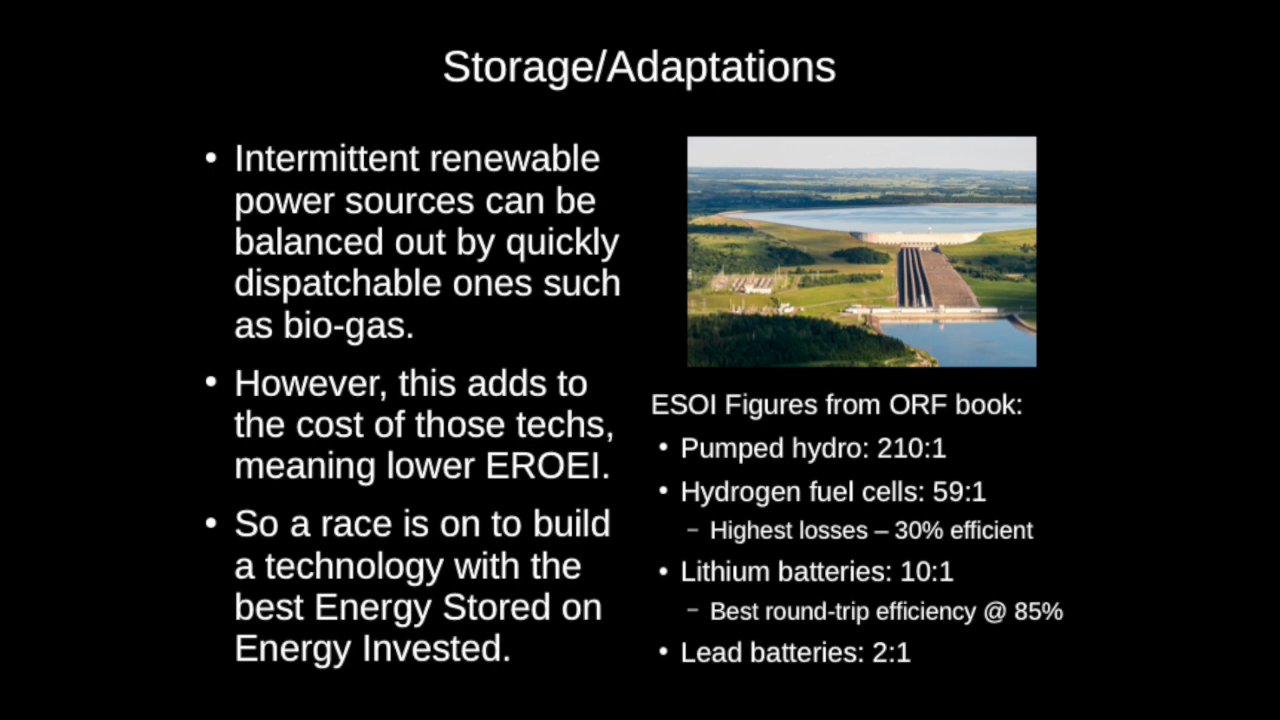 Storage/Adaptations
• Intermittent renewable
power sources can be
balanced out by quickly
dispatchable ones such
as bio-gas.
• However, this adds to
the cost of those techs,
meaning lower EROEI.
• So a race is on to build
a technology with the
best Energy Stored on
Energy Invested.
ESOI Figures from ORF book:
• Pumped hydro: 210:1
• Hydrogen fuel cells: 59:1
– Highest losses – 30% efficient
• Lithium batteries: 10:1
– Best round-trip efficiency @ 85%
• Lead batteries: 2:1